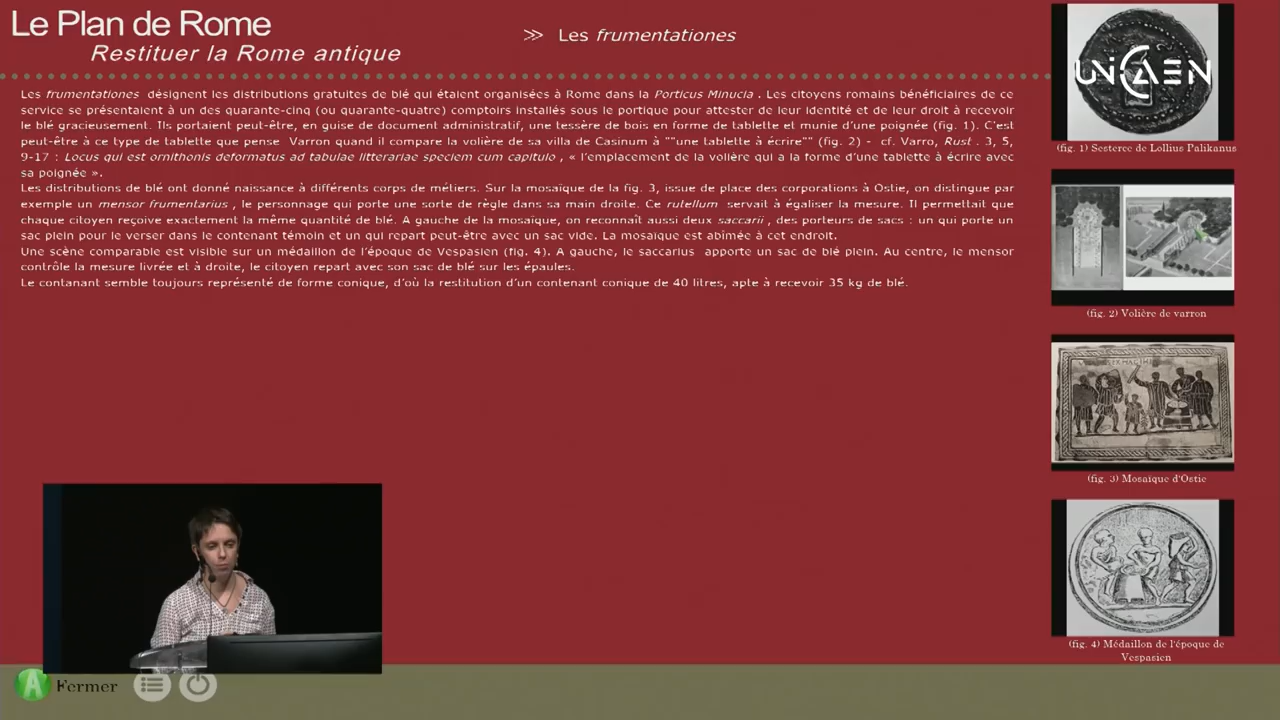 Le Plan de Rome
Restituer la Rome antique
>> Les frumentationes
Les frumentationes désignent les distributions gratuites de blé qui étaient organisées à Rome dans la Porticus Minucia . Les citoyens romains bénéficiaires de ce
service se présentaient à un des quarante-cinq (ou quarante-quatre) comptoirs installés sous le portique pour attester de leur identité et de leur droit à recevoir
le blé gracieusement. Ils portaient peut-être, en guise de document administratif, une tessère de bois en forme de tablette et munie d'une poignée (fig. 1). C'est
peut-être à ce type de tablette que pense Varron quand il compare la volière de sa villa de Casinum à ""une tablette à écrire"" (fig. 2) - cf. Varro, Rust . 3, 5,
9-17 : Locus qui est ornithonis deformatus ad tabulae litterariae speciem cum capitulo , « l'emplacement de la volière qui a la forme d'une tablette à écrire avec
sa poignée ».
Les distributions de blé ont donné naissance à différents corps de métiers. Sur la mosaïque de la fig. 3, issue de place des corporations à Ostie, on distingue par
exemple un mensor frumentarius , le personnage qui porte une sorte de règle dans sa main droite. Ce rutellum servait à égaliser la mesure. Il permettait que
chaque citoyen reçoive exactement la même quantité de blé. A gauche de la mosaïque, on reconnaît aussi deux saccarii , des porteurs de sacs : un qui porte un
sac plein pour le verser dans le contenant témoin et un qui repart peut-être avec un sac vide. La mosaïque est abîmée à cet endroit.
Une scène comparable est visible sur un médaillon de l'époque de Vespasien (fig. 4). A gauche, le saccarius apporte un sac de blé plein. Au centre, le mensor
contrôle la mesure livrée et à droite, le citoyen repart avec son sac de blé sur les épaules.
Le contanant semble toujours représenté de forme conique, d'où la restitution d'un contenant conique de 40 litres, apte à recevoir 35 kg de blé.
UNICAEN
(fig. 1) Sesterce de Lollius Palikanus
(fig. 2) Volière de varron
(fig. 3) Mosaïque d'Ostie
(fig. 4) Médaillon de l'époque de
Vespasien
A Fermer